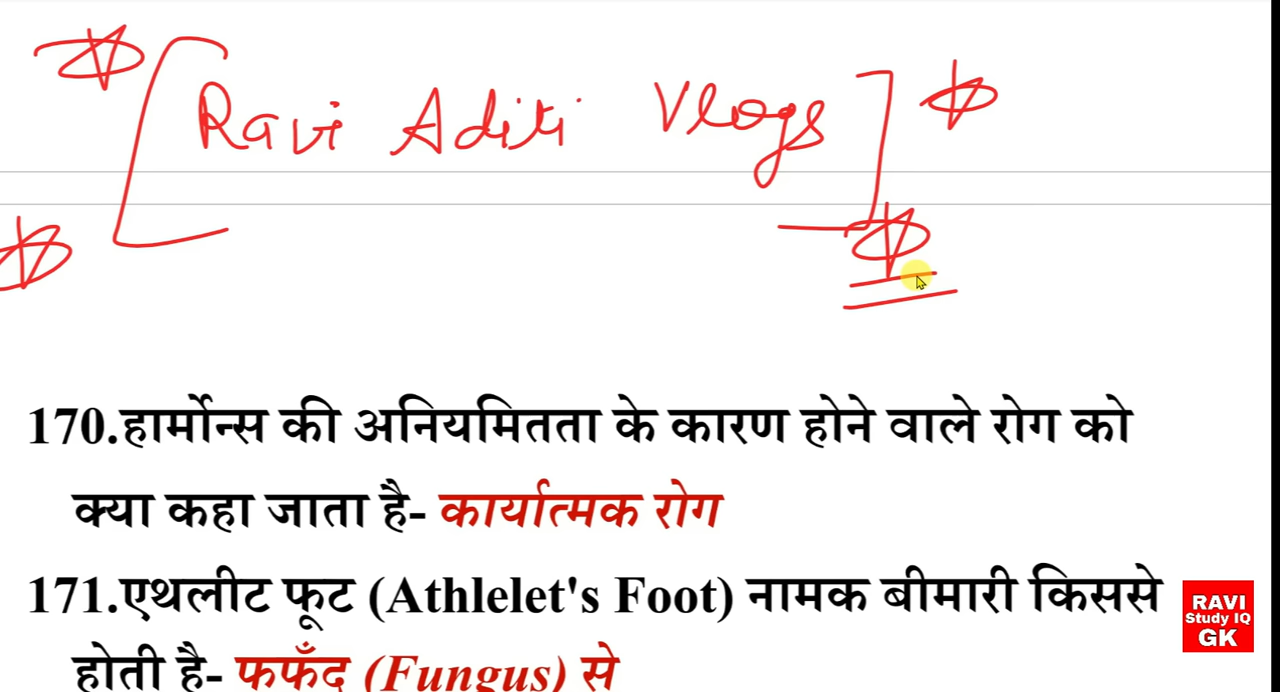 Ravi Aditi Vlogs
170.हार्मोन्स की अनियमितता के कारण होने वाले रोग को
क्या कहा जाता है- कार्यात्मक रोग
171.एथलीट फूट (Athlelet's Foot) नामक बीमारी किससे
होती है- फफँद (Fungus) से
RAVI
Study IQ
GK